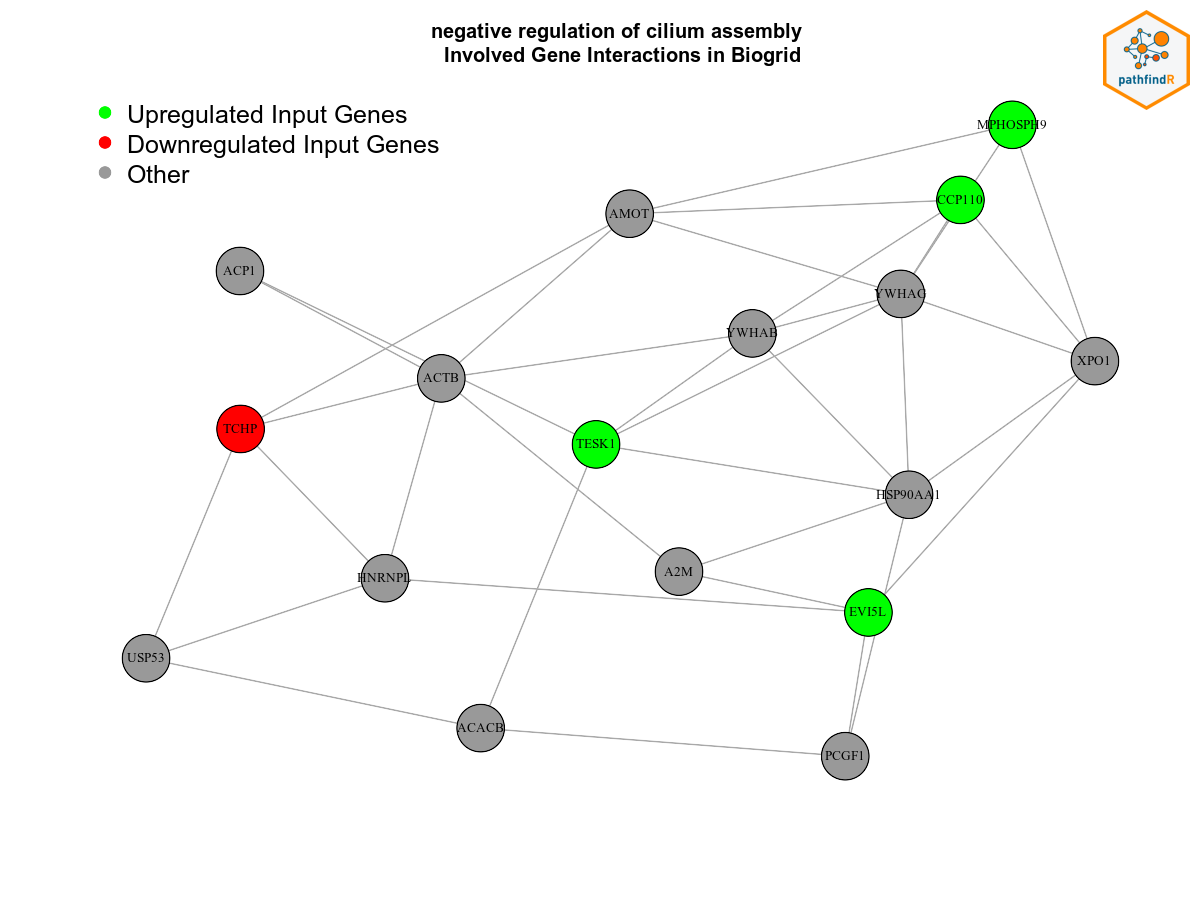 negative regulation of cilium assembly
Involved Gene Interactions in Biogrid
pathfindR
Upregulated Input Genes
Downregulated Input Genes
Other
MPHOSPH9
CCP110
AMOT
ACP1
YWHAG
YWHAB
XPO1
ACTB
TCHP
TESK1
HSP90AA1
A2M
HNRNPL
EVI5L
USP53
ACACB
PCGF1